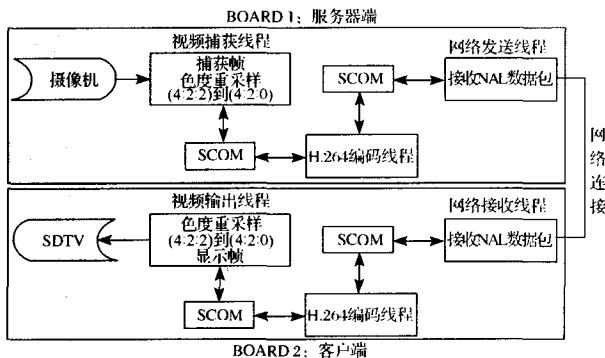 BOARD 1：服务器端
视频捕获线程
网络发送线程
摄像机
捕获帧
色度重采样
(4:2:2)到(4:2:0)
SCOM
接收NAL数据包
SCOM
H.264编码线程
网络连接
视频输出线程
网络接收线程
SDTV
色度重采样
(4:2:2)到(4:2:0)
显示帧
SCOM
接收NAL数据包
SCOM
H.264编码线程
BOARD 2：客户端